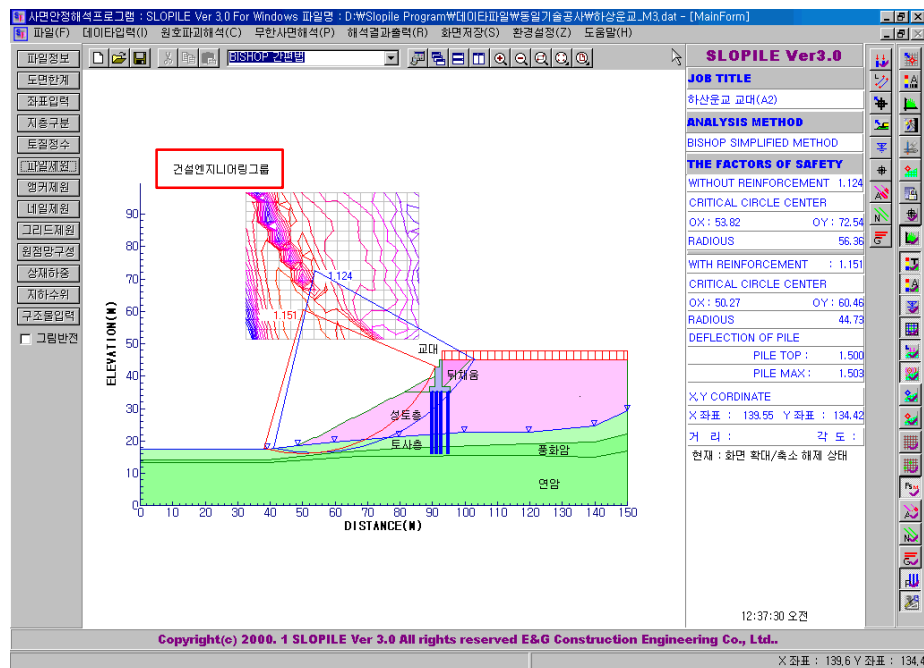 사면안정해석프로그램 : SLOPILE Ver 3,0 For Windows 파일명 : D:₩Slopile Program₩데이타파일₩동일기술공사₩하상운교_M3.dat - [MainForm]
파일(F) 데이타입력(I) 원호파괴해석(C) 무한사면해석(P) 해석결과출력(R) 화면저장(S) 환경설정(Z) 도움말(H)
파일정보
도면한계
좌표입력
지층구분
토질정수
파일제원
앵커제원
네일제원
그리드제원
원점망구성
상재하중
지하수위
구조물입력
그림반전
BISHOP 간편법
건설엔지니어링그룹
ELEVATION(M)
90
80
70
60
50
40
30
20
10
0
1.124
1.151
교대
뒤채움
성토층
토사층
풍화암
연암
0 10 20 30 40 50 60 70 80 90 100 110 120 130 140 150
DISTANCE(M)
SLOPILE Ver3.0
JOB TITLE
하산운교 교대(A2)
ANALYSIS METHOD
BISHOP SIMPLIFIED METHOD
THE FACTORS OF SAFETY
WITHOUT REINFORCEMENT 1.124
CRITICAL CIRCLE CENTER
OX : 53.82 OY : 72.54
RADIOUS 56.36
WITH REINFORCEMENT : 1.151
CRITICAL CIRCLE CENTER
OX : 50.27 OY : 60.46
RADIOUS 44.73
DEFLECTION OF PILE
PILE TOP : 1.500
PILE MAX : 1.503
X,Y CORDINATE
X 좌표 : 139.55 Y 좌표 : 134.42
거 리 : 각 도 :
현재 : 화면 확대/축소 해제 상태
12:37:30 오전
Copyright(c) 2000. 1 SLOPILE Ver 3.0 All rights reserved E&G Construction Engineering Co., Ltd..
X 좌표 : 139,6 Y 좌표 : 134,4